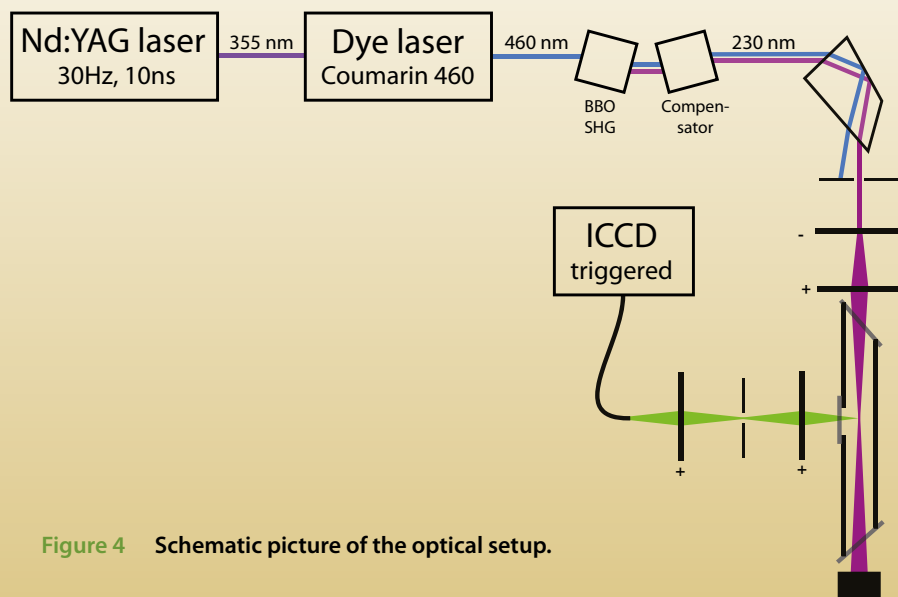 Nd:YAG laser
30Hz, 10ns
355 nm
Dye laser
Coumarin 460
460 nm
BBO
SHG
Compen-
sator
230 nm
-
+
ICCD
triggered
+
+
Figure 4 Schematic picture of the optical setup.